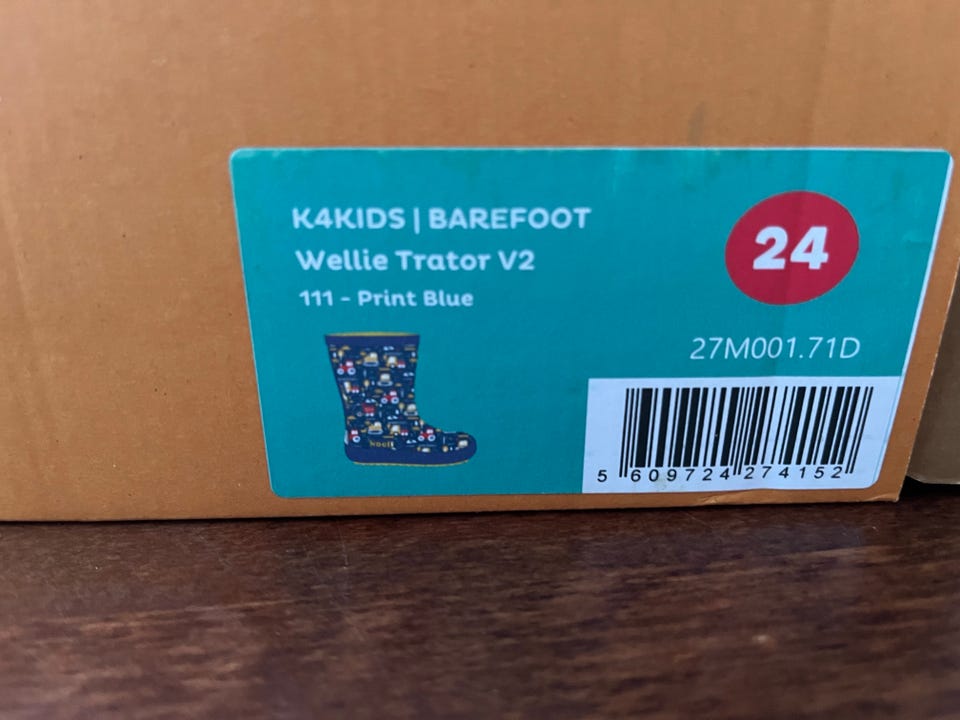 K4KIDS | BAREFOOT
Wellie Trator V2
111 - Print Blue
24
27M001.71D
5 609724 274152